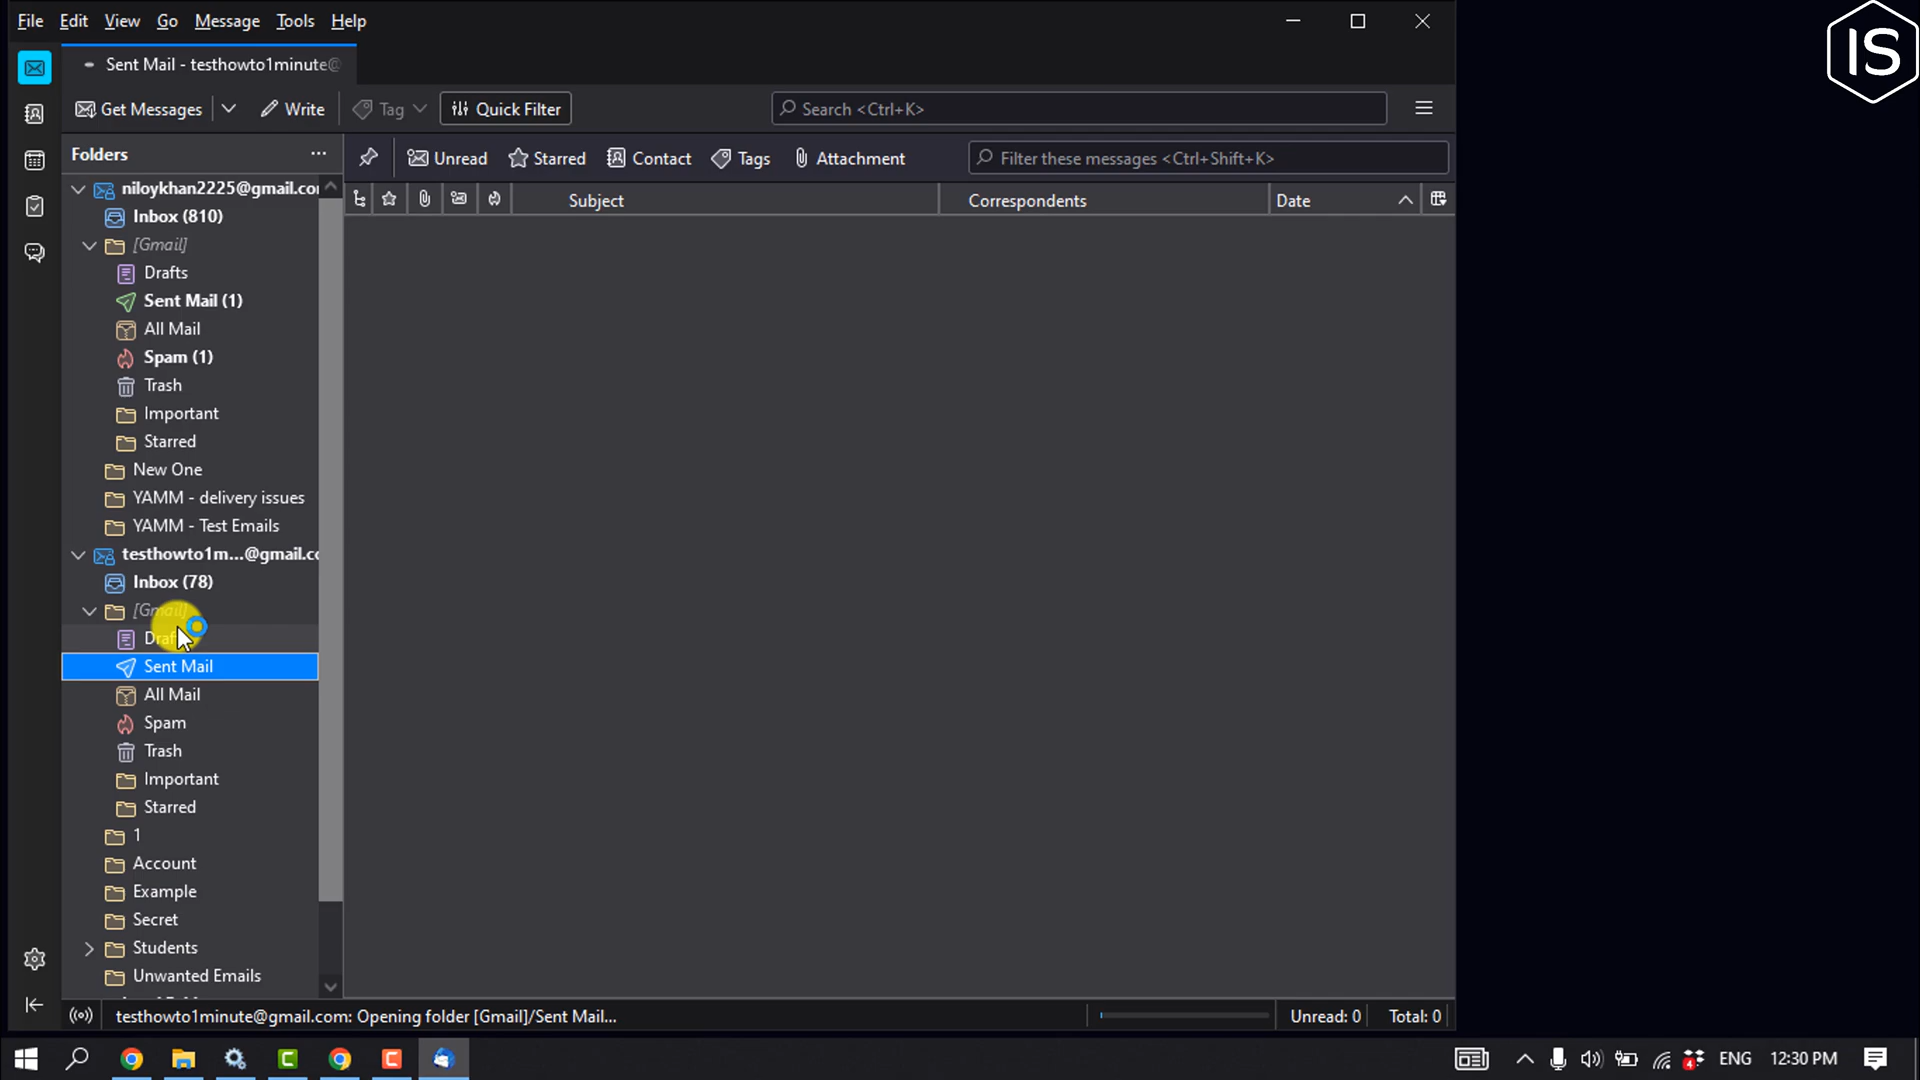 File Edit View Go Message Tools Help
IS
Sent Mail - testhowto1minute@
Get Messages Write Tag Quick Filter Search <Ctrl+K>
Folders
Unread Starred Contact Tags Attachment Filter these messages <Ctrl+Shift+K>
Subject Correspondents Date
niloykhan2225@gmail.co
Inbox (810)
[Gmail]
Drafts
Sent Mail (1)
All Mail
Spam (1)
Trash
Important
Starred
New One
YAMM - delivery issues
YAMM - Test Emails
testhowto1m...@gmail.co
Inbox (78)
[Gmail]
Sent Mail
All Mail
Spam
Trash
Important
Starred
1
Account
Example
Secret
Students
Unwanted Emails
testhowto1minute@gmail.com: Opening folder [Gmail]/Sent Mail... Unread: 0 Total: 0
4 ENG 12:30 PM